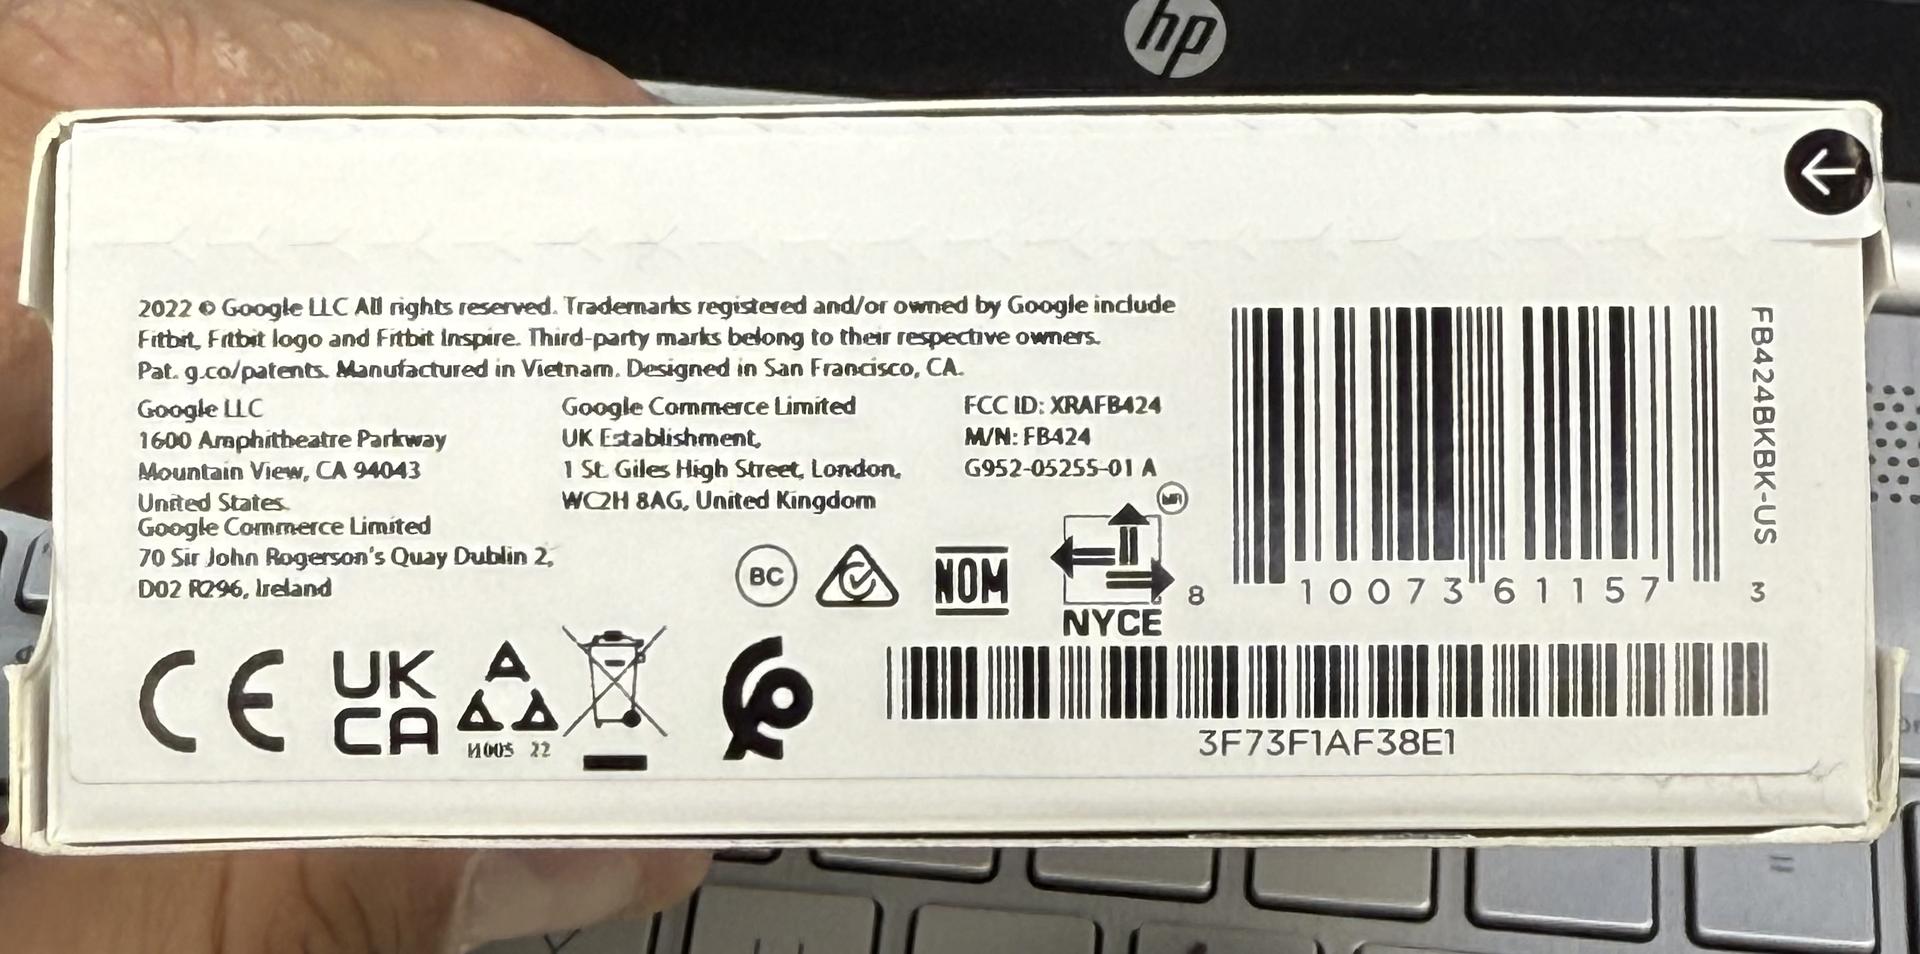 hp
2022 © Google LLC All rights reserved. Trademarks registered and/or owned by Google include
Fitbit, Fitbit logo and Fitbit Inspire. Third-party marks belong to their respective owners.
Pat. g.co/patents. Manufactured in Vietnam. Designed in San Francisco, CA.
Google LLC
1600 Amphitheatre Parkway
Mountain View, CA 94043
United States
Google Commerce Limited
70 Sir John Rogerson's Quay Dublin 2,
D02 R296, Ireland
Google Commerce Limited
UK Establishment,
1 St. Giles High Street, London,
WC2H 8AG, United Kingdom
FCC ID: XRAFB424
M/N: FB424
G952-05255-01 A
BC
NOM
NYCE
8 10073 61157 3
FB424BKBK-US
CE
UK
CA
22
3F73F1AF38E1